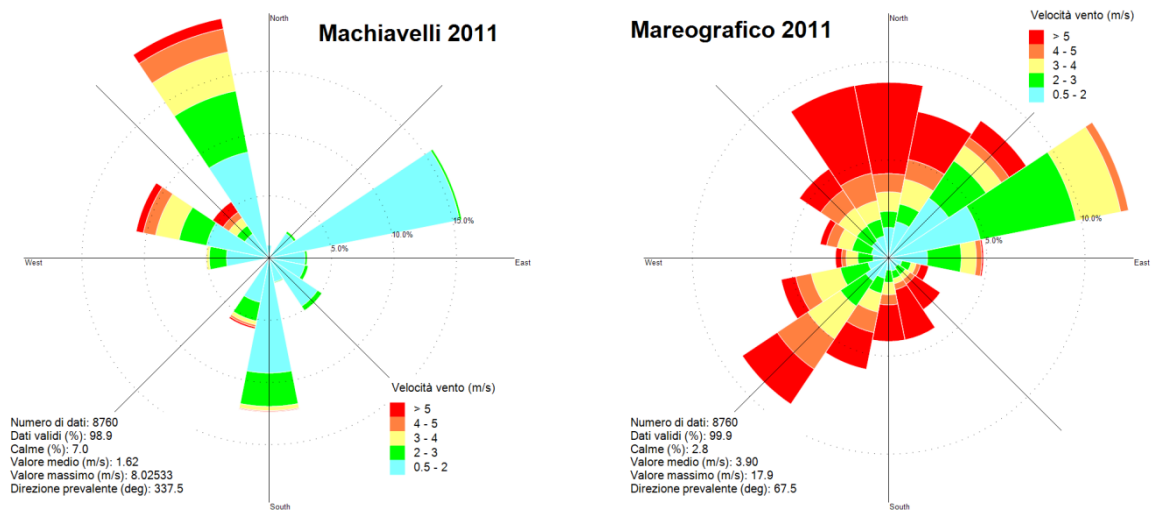 Machiavelli 2011
North
15.0%
10.0%
5.0%
West
East
South
Velocità vento (m/s)
> 5
4 - 5
3 - 4
2 - 3
0.5 - 2
Numero di dati: 8760
Dati validi (%): 98.9
Calme (%): 7.0
Valore medio (m/s): 1.62
Valore massimo (m/s): 8.02533
Direzione prevalente (deg): 337.5
Mareografico 2011
North
Velocità vento (m/s)
> 5
4 - 5
3 - 4
2 - 3
0.5 - 2
10.0%
5.0%
West
East
South
Numero di dati: 8760
Dati validi (%): 99.9
Calme (%): 2.8
Valore medio (m/s): 3.90
Valore massimo (m/s): 17.9
Direzione prevalente (deg): 67.5